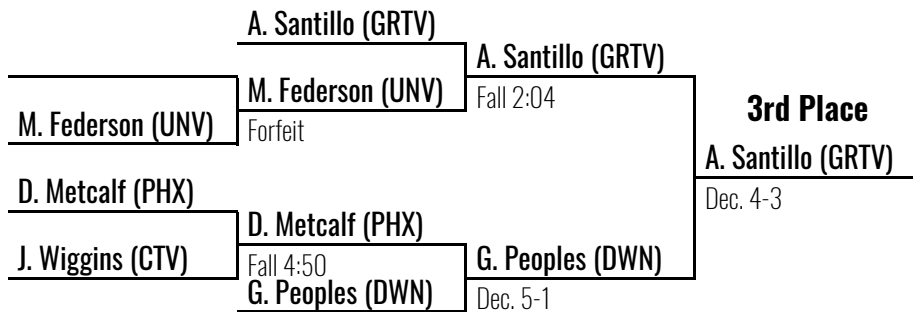 A. Santillo (GRTV)
A. Santillo (GRTV)
M. Federson (UNV)
Fall 2:04
3rd Place
M. Federson (UNV)
Forfeit
A. Santillo (GRTV)
D. Metcalf (PHX)
Dec. 4-3
D. Metcalf (PHX)
J. Wiggins (CTV)
Fall 4:50
G. Peoples (DWN)
G. Peoples (DWN)
Dec. 5-1